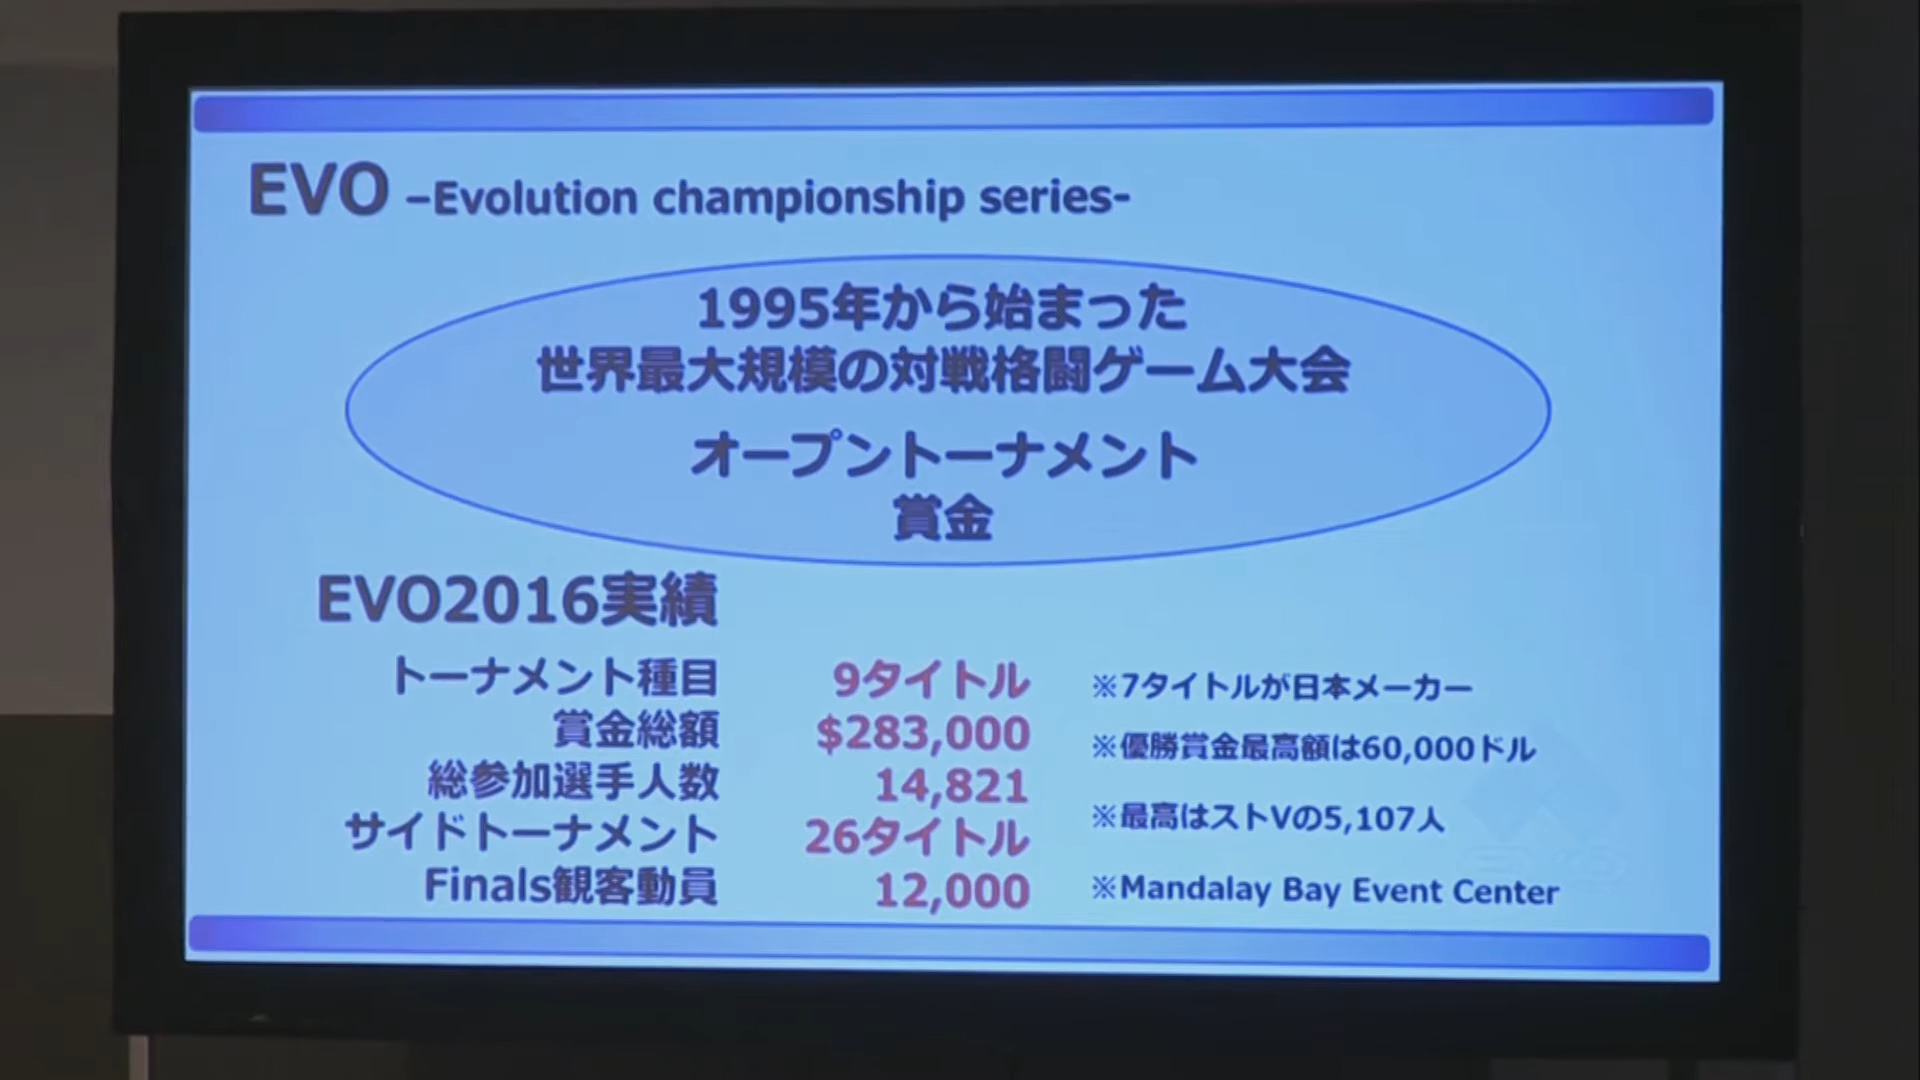 EVO –Evolution championship series-
1995年から始まった
世界最大規模の対戦格闘ゲーム大会
オープントーナメント
賞金
EVO2016実績
トーナメント種目 9タイトル ※7タイトルが日本メーカー
賞金総額 $283,000 ※優勝賞金最高額は60,000ドル
総参加選手人数 14,821 ※最高はストVの5,107人
サイドトーナメント 26タイトル
Finals観客動員 12,000 ※Mandalay Bay Event Center